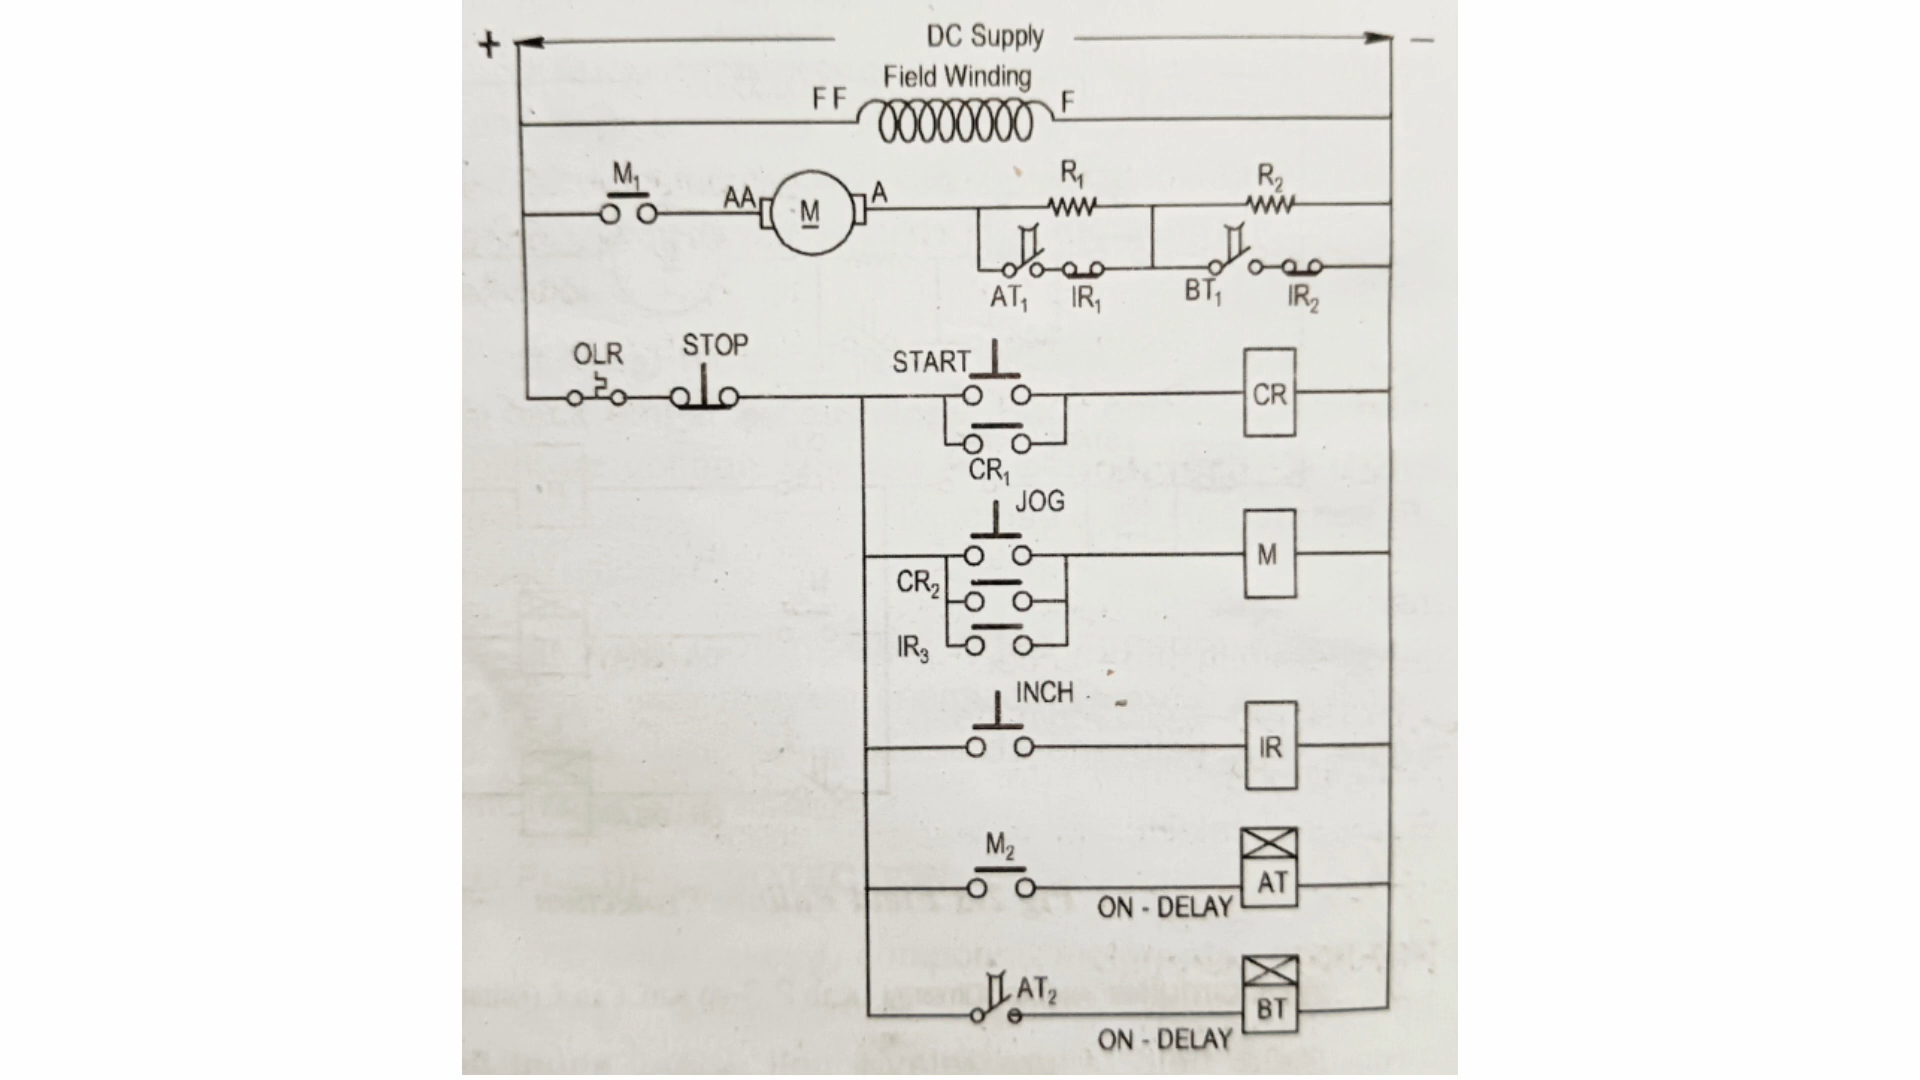 + DC Supply −
Field Winding
F F F
M₁ AA M A R₁ R₂
AT₁ IR₁ BT₁ IR₂
OLR STOP START CR
CR₁
JOG
M
CR₂
IR₃
INCH
IR
M₂
AT
ON - DELAY
AT₂
BT
ON - DELAY